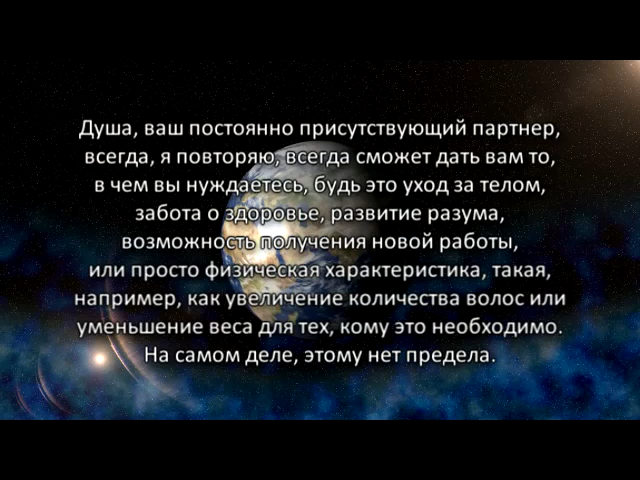 Душа, ваш постоянно присутствующий партнер,
всегда, я повторяю, всегда сможет дать вам то,
в чем вы нуждаетесь, будь это уход за телом,
забота о здоровье, развитие разума,
возможность получения новой работы,
или просто физическая характеристика, такая,
например, как увеличение количества волос или
уменьшение веса для тех, кому это необходимо.
На самом деле, этому нет предела.